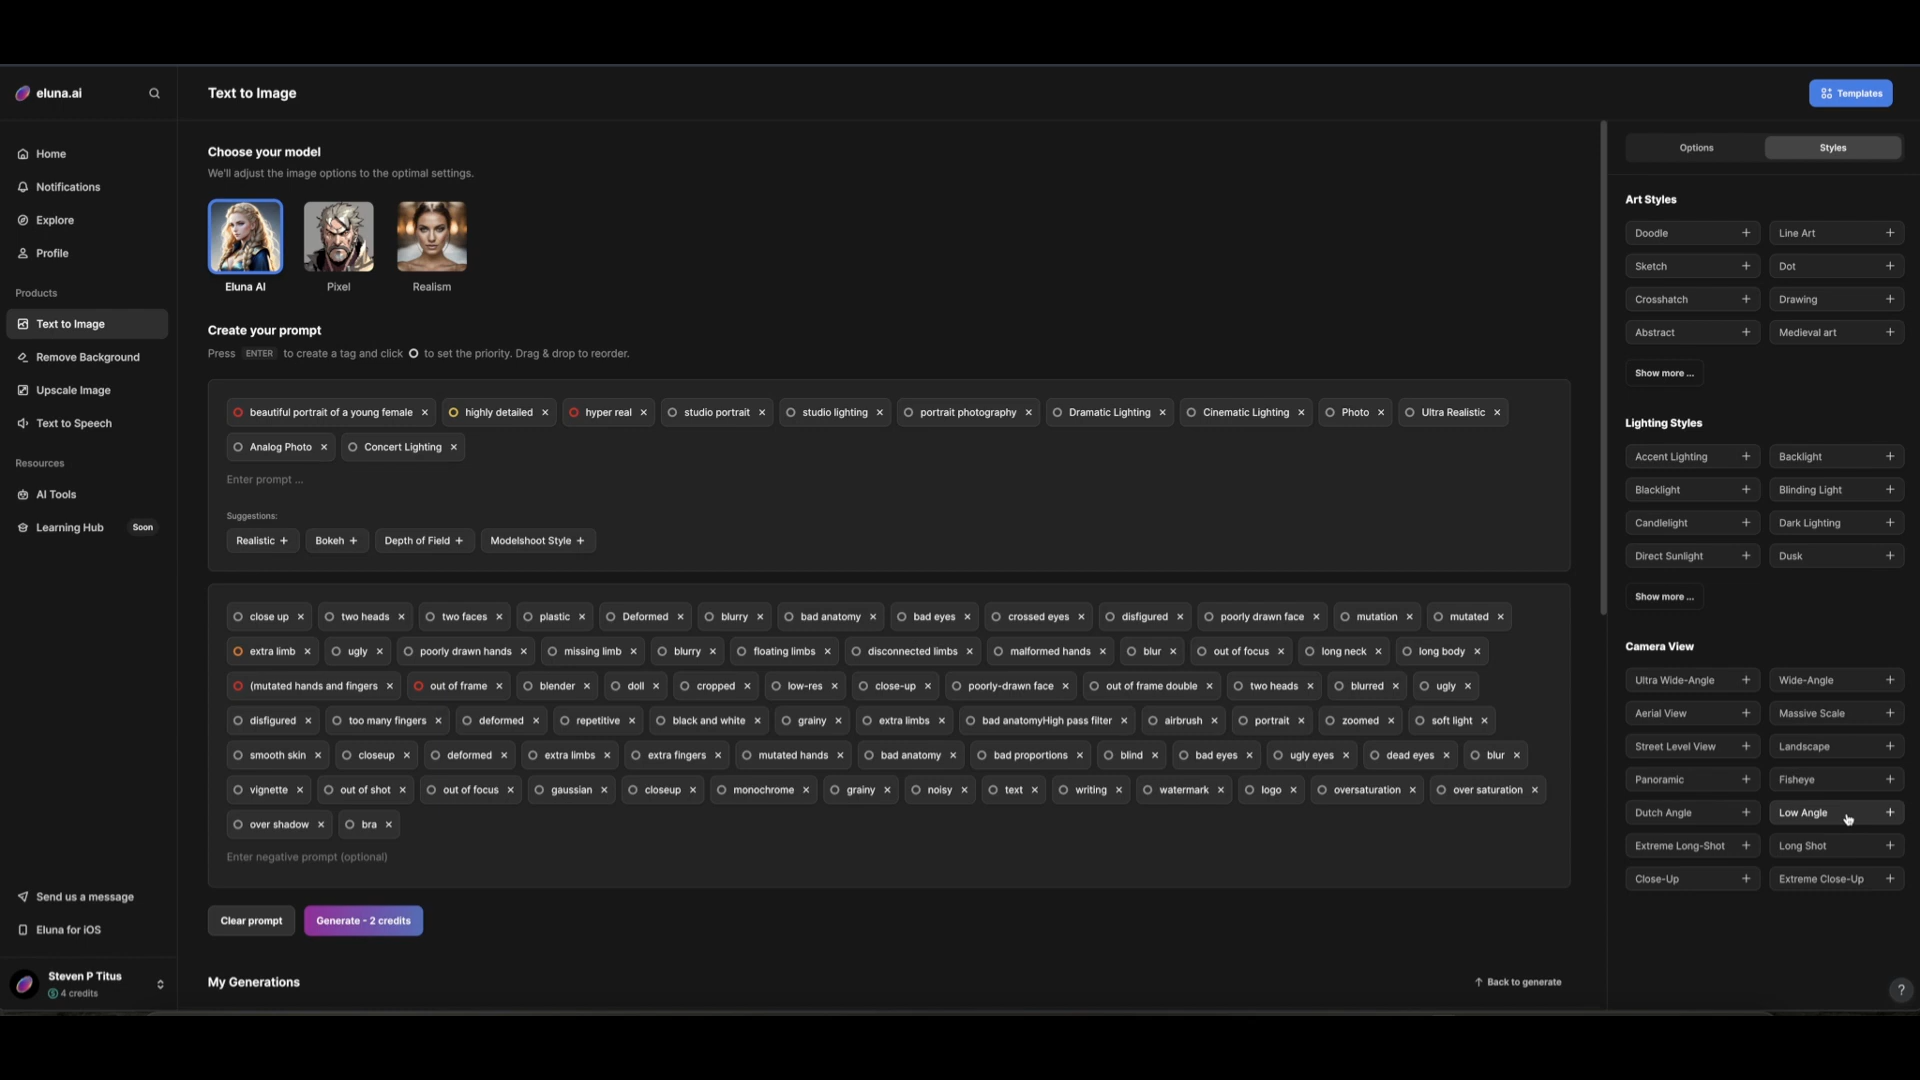 eluna.ai
Text to Image
Templates
Home
Notifications
Explore
Profile
Products
Text to Image
Remove Background
Upscale Image
Text to Speech
Resources
AI Tools
Learning Hub Soon
Send us a message
Eluna for iOS
Steven P Titus
4 credits
Choose your model
We'll adjust the image options to the optimal settings.
Eluna AI Pixel Realism
Create your prompt
Press ENTER to create a tag and click to set the priority. Drag & drop to reorder.
beautiful portrait of a young female × highly detailed × hyper real × studio portrait × studio lighting × portrait photography × Dramatic Lighting × Cinematic Lighting × Photo × Ultra Realistic ×
Analog Photo × Concert Lighting ×
Enter prompt ...
Suggestions:
Realistic + Bokeh + Depth of Field + Modelshoot Style +
close up × two heads × two faces × plastic × Deformed × blurry × bad anatomy × bad eyes × crossed eyes × disfigured × poorly drawn face × mutation × mutated ×
extra limb × ugly × poorly drawn hands × missing limb × blurry × floating limbs × disconnected limbs × malformed hands × blur × out of focus × long neck × long body ×
(mutated hands and fingers × out of frame × blender × doll × cropped × low-res × close-up × poorly-drawn face × out of frame double × two heads × blurred × ugly ×
disfigured × too many fingers × deformed × repetitive × black and white × grainy × extra limbs × bad anatomyHigh pass filter × airbrush × portrait × zoomed × soft light ×
smooth skin × closeup × deformed × extra limbs × extra fingers × mutated hands × bad anatomy × bad proportions × blind × bad eyes × ugly eyes × dead eyes × blur ×
vignette × out of shot × out of focus × gaussian × closeup × monochrome × grainy × noisy × text × writing × watermark × logo × oversaturation × over saturation ×
over shadow × bra ×
Enter negative prompt (optional)
Clear prompt Generate - 2 credits
My Generations
↑ Back to generate
Options Styles
Art Styles
Doodle + Line Art +
Sketch + Dot +
Crosshatch + Drawing +
Abstract + Medieval art +
Show more ...
Lighting Styles
Accent Lighting + Backlight +
Blacklight + Blinding Light +
Candlelight + Dark Lighting +
Direct Sunlight + Dusk +
Show more ...
Camera View
Ultra Wide-Angle + Wide-Angle +
Aerial View + Massive Scale +
Street Level View + Landscape +
Panoramic + Fisheye +
Dutch Angle + Low Angle +
Extreme Long-Shot + Long Shot +
Close-Up + Extreme Close-Up +
?